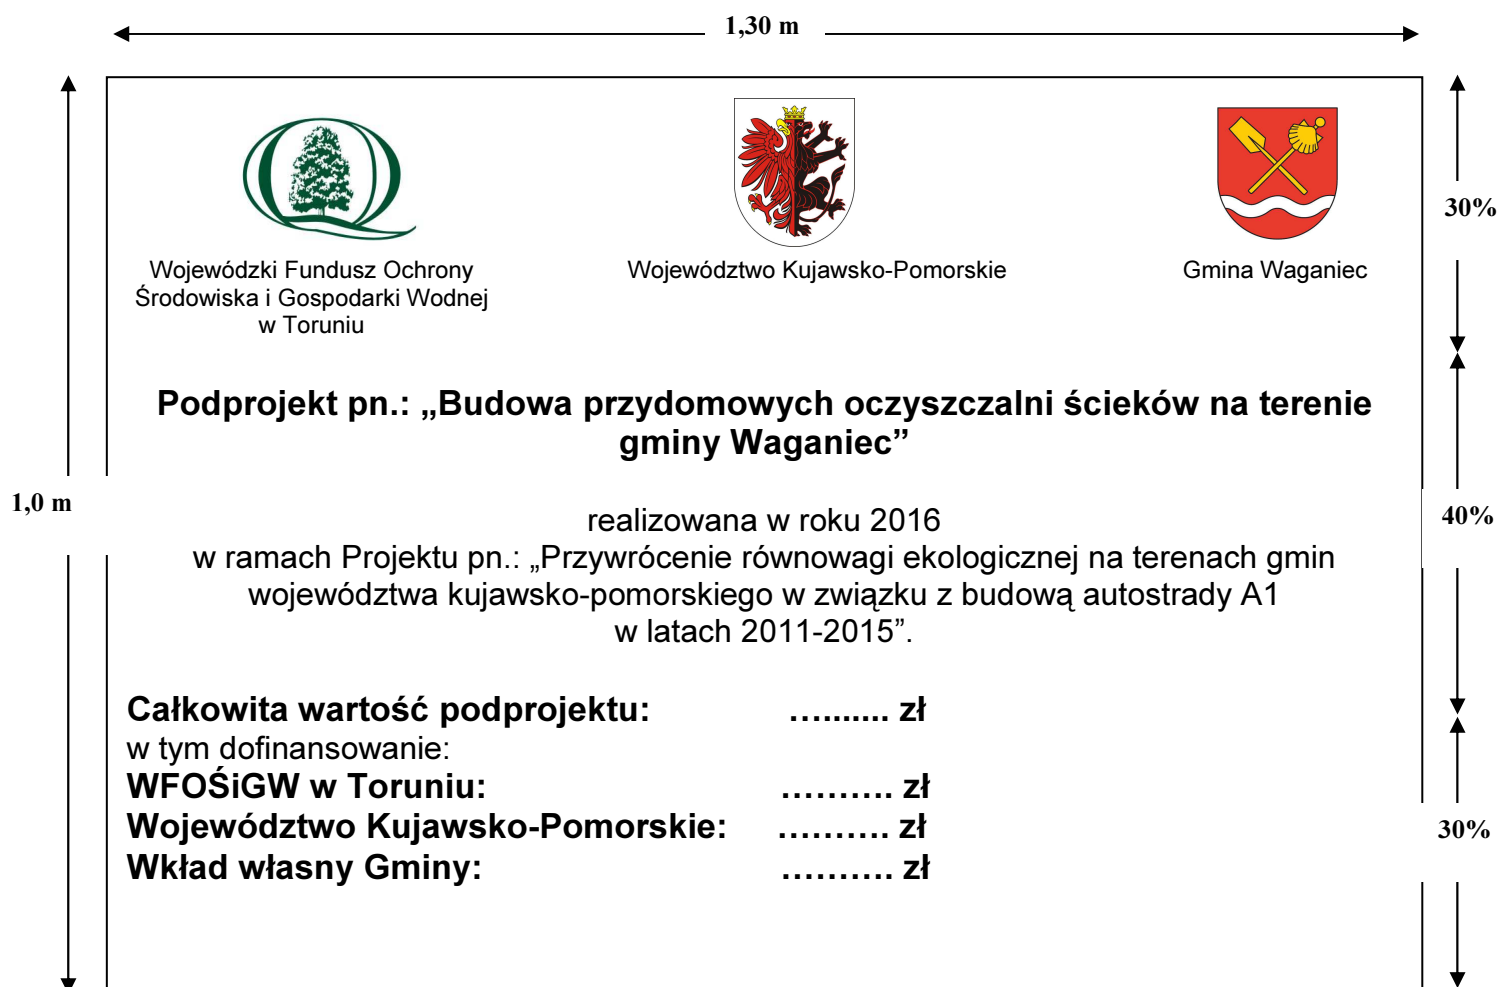 1,30 m
30%
Wojewódzki Fundusz Ochrony
Środowiska i Gospodarki Wodnej
w Toruniu
Województwo Kujawsko-Pomorskie
Gmina Waganiec
Podprojekt pn.: „Budowa przydomowych oczyszczalni ścieków na terenie
gminy Waganiec”
1,0 m
40%
realizowana w roku 2016
w ramach Projektu pn.: „Przywrócenie równowagi ekologicznej na terenach gmin
województwa kujawsko-pomorskiego w związku z budową autostrady A1
w latach 2011-2015”.
Całkowita wartość podprojektu: …....... zł
w tym dofinansowanie:
WFOŚiGW w Toruniu: ………. zł
Województwo Kujawsko-Pomorskie: ………. zł
30%
Wkład własny Gminy: ………. zł